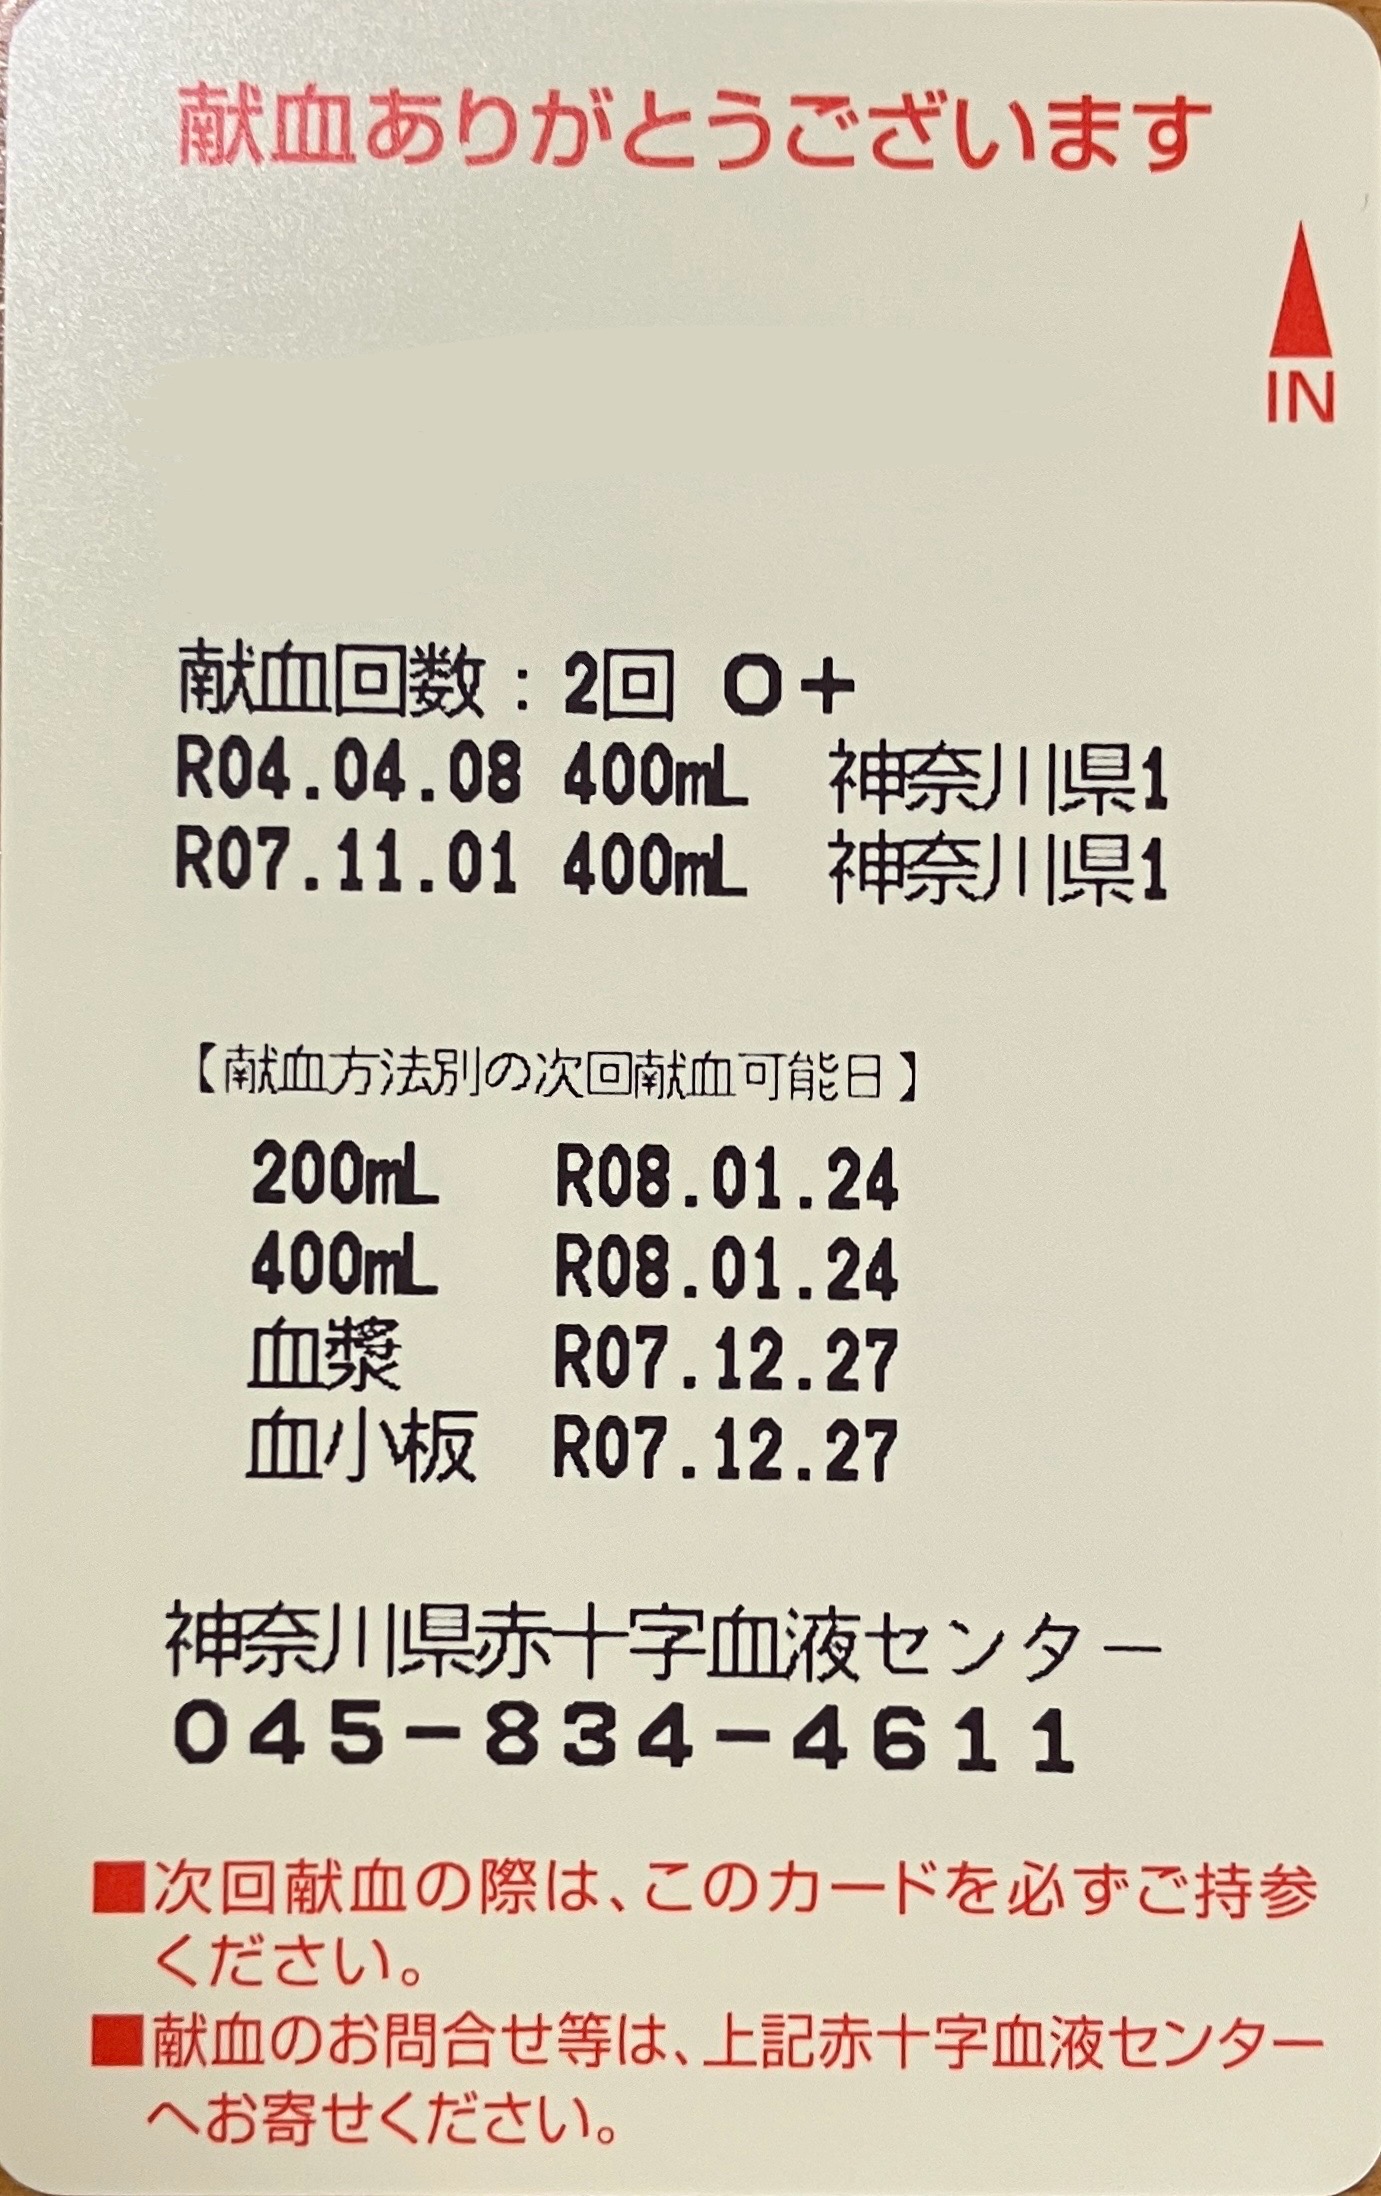 献血ありがとうございます
IN
献血回数：2回 O＋
R04.04.08 400mL 神奈川県1
R07.11.01 400mL 神奈川県1
【献血方法別の次回献血可能日】
200mL R08.01.24
400mL R08.01.24
血漿 R07.12.27
血小板 R07.12.27
神奈川県赤十字血液センター
045－834－4611
■次回献血の際は、このカードを必ずご持参
ください。
■献血のお問合せ等は、上記赤十字血液センター
へお寄せください。